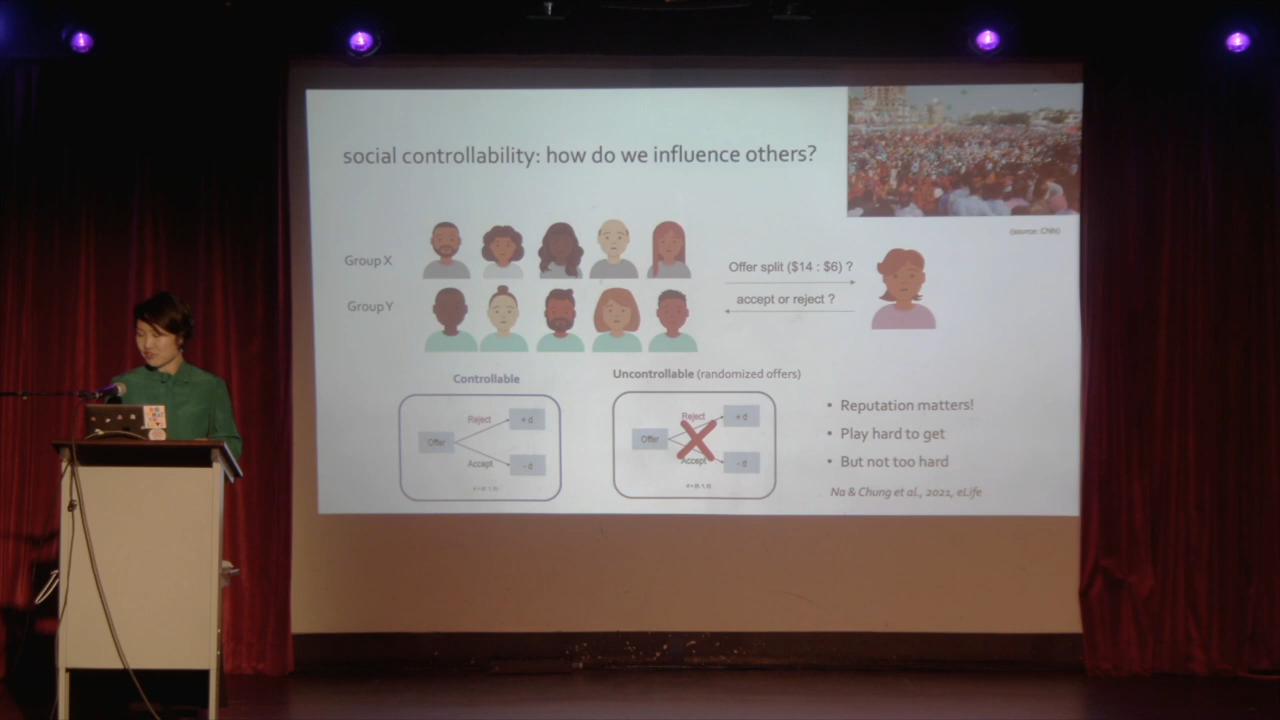 social controllability: how do we influence others?
(source: CNN)
Group X
Offer split ($14 : $6) ?
accept or reject ?
Group Y
Controllable
Uncontrollable (randomized offers)
Reject
+ d
Offer
Accept
- d
Reject
+ d
Offer
Accept
- d
• Reputation matters!
• Play hard to get
• But not too hard
Na & Chung et al., 2021, eLife